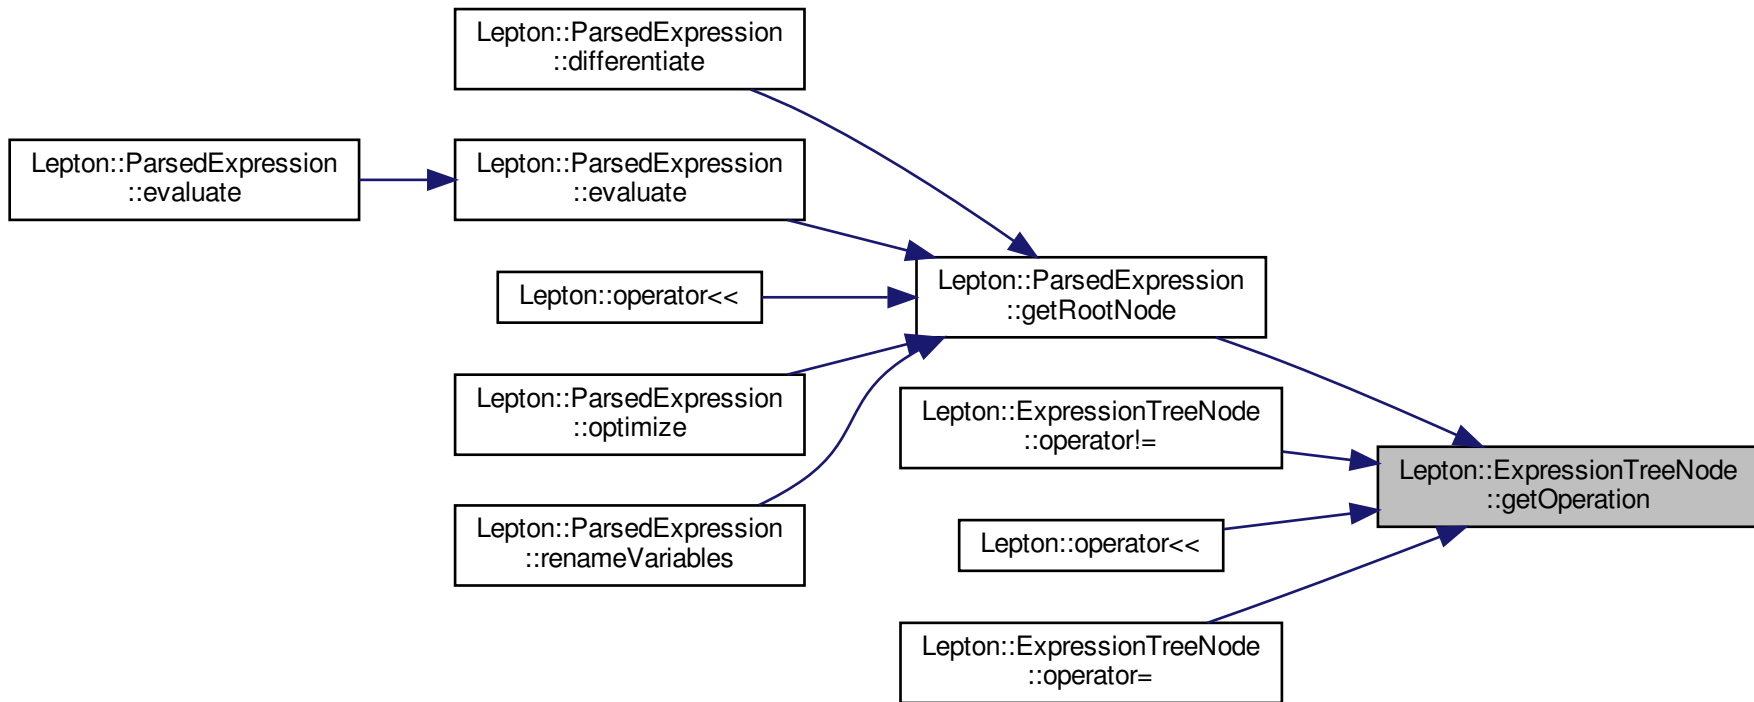 Lepton::ParsedExpression
::differentiate
Lepton::ParsedExpression
::evaluate
Lepton::ParsedExpression
::evaluate
Lepton::operator<<
Lepton::ParsedExpression
::getRootNode
Lepton::ParsedExpression
::optimize
Lepton::ExpressionTreeNode
::operator!=
Lepton::ExpressionTreeNode
::getOperation
Lepton::ParsedExpression
::renameVariables
Lepton::operator<<
Lepton::ExpressionTreeNode
::operator=